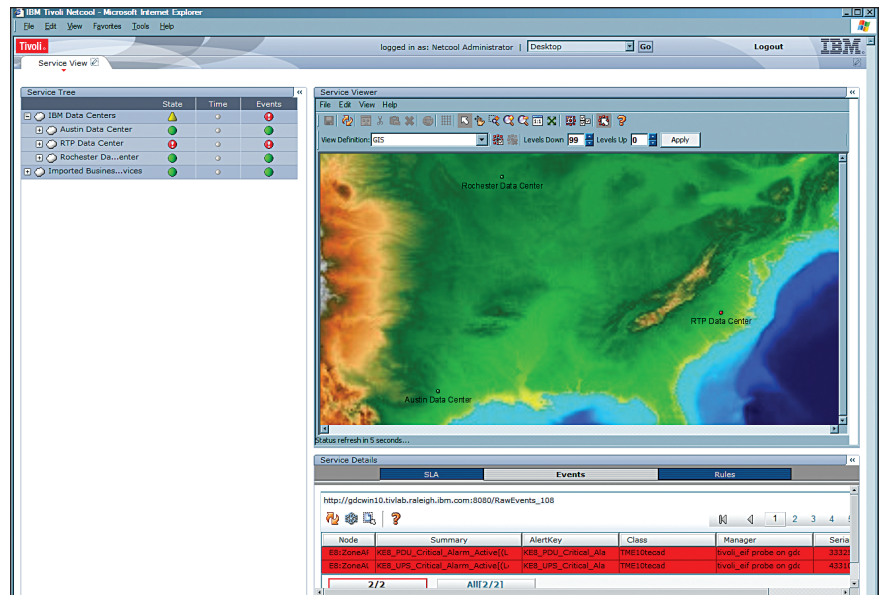 IBM Tivoli Netcool - Microsoft Internet Explorer
File Edit View Favorites Tools Help
Tivoli.
logged in as: Netcool Administrator | Desktop Go Logout IBM.
Service View
Service Tree
State Time Events
IBM Data Centers
Austin Data Center
RTP Data Center
Rochester Da...enter
Imported Busines...vices
Service Viewer
File Edit View Help
View Definition: GIS Levels Down 99 Levels Up 0 Apply
Rochester Data Center
RTP Data Center
Austin Data Center
Status refresh in 5 seconds...
Service Details
SLA Events Rules
http://gdcwin10.tivlab.raleigh.ibm.com:8080/RawEvents_108
1 2 3 4
Node Summary AlertKey Class Manager Seria
E8:ZoneAF KE8_PDU_Critical_Alarm_Active[(L KE8_PDU_Critical_Ala TME10tecad tivoli_eif probe on gdc 3332
E8:ZoneAL KE8_UPS_Critical_Alarm_Active[(L KE8_UPS_Critical_Ala TME10tecad tivoli_eif probe on gdc 4331
2/2 All[2/2]